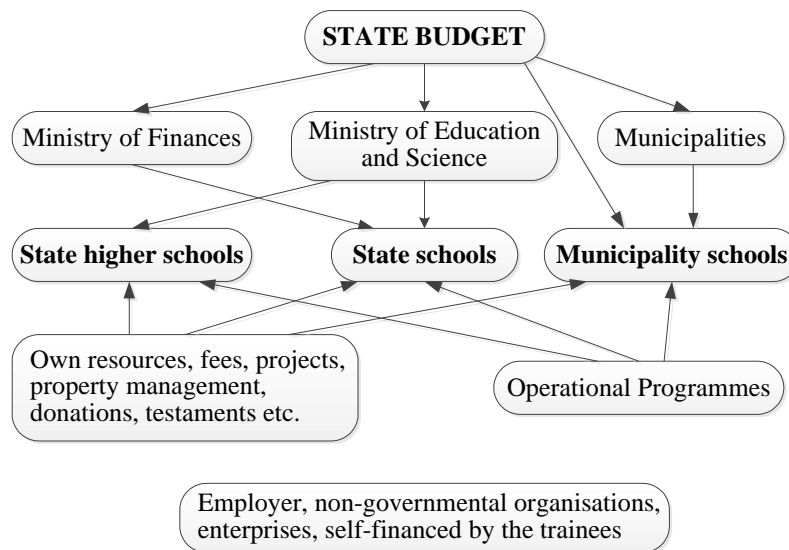 STATE BUDGET
Ministry of Finances
Ministry of Education
and Science
Municipalities
State higher schools
State schools
Municipality schools
Own resources, fees, projects,
property management,
donations, testaments etc.
Operational Programmes
Employer, non-governmental organisations,
enterprises, self-financed by the trainees